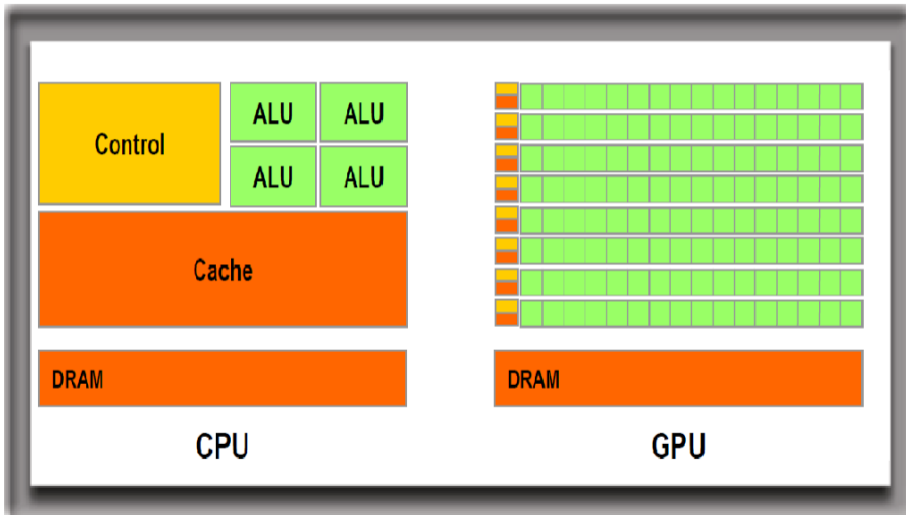 Control
ALU ALU
ALU ALU
Cache
DRAM
CPU
DRAM
GPU